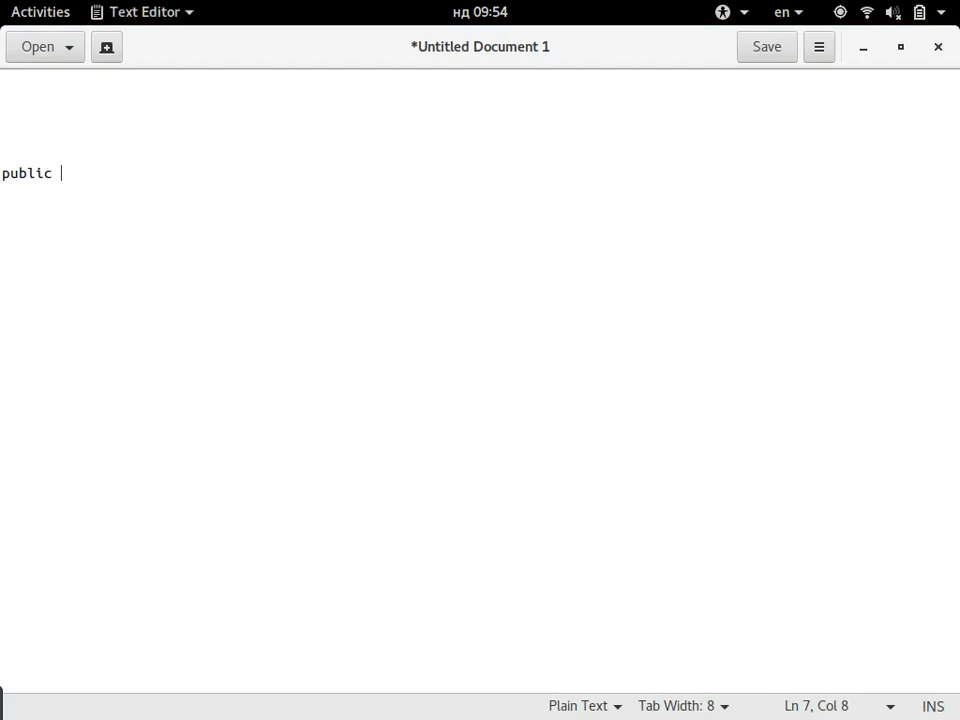 Activities Text Editor нд 09:54 en
Open *Untitled Document 1 Save
public
Plain Text Tab Width: 8 Ln 7, Col 8 INS